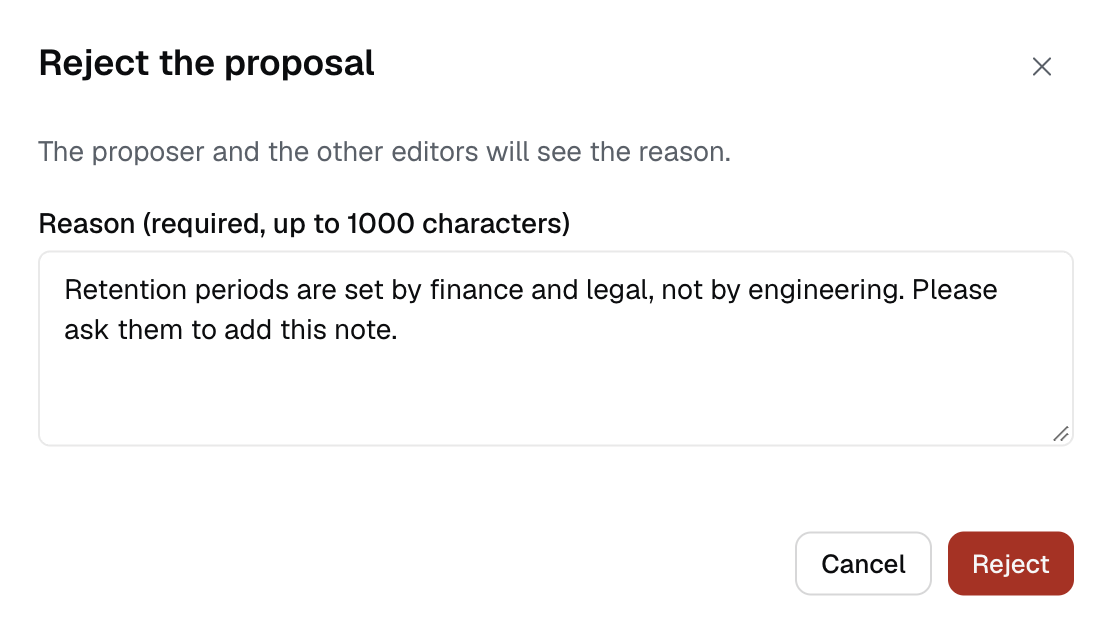 Reject the proposal
The proposer and the other editors will see the reason.
Reason (required, up to 1000 characters)
Retention periods are set by finance and legal, not by engineering. Please
ask them to add this note.
Cancel
Reject